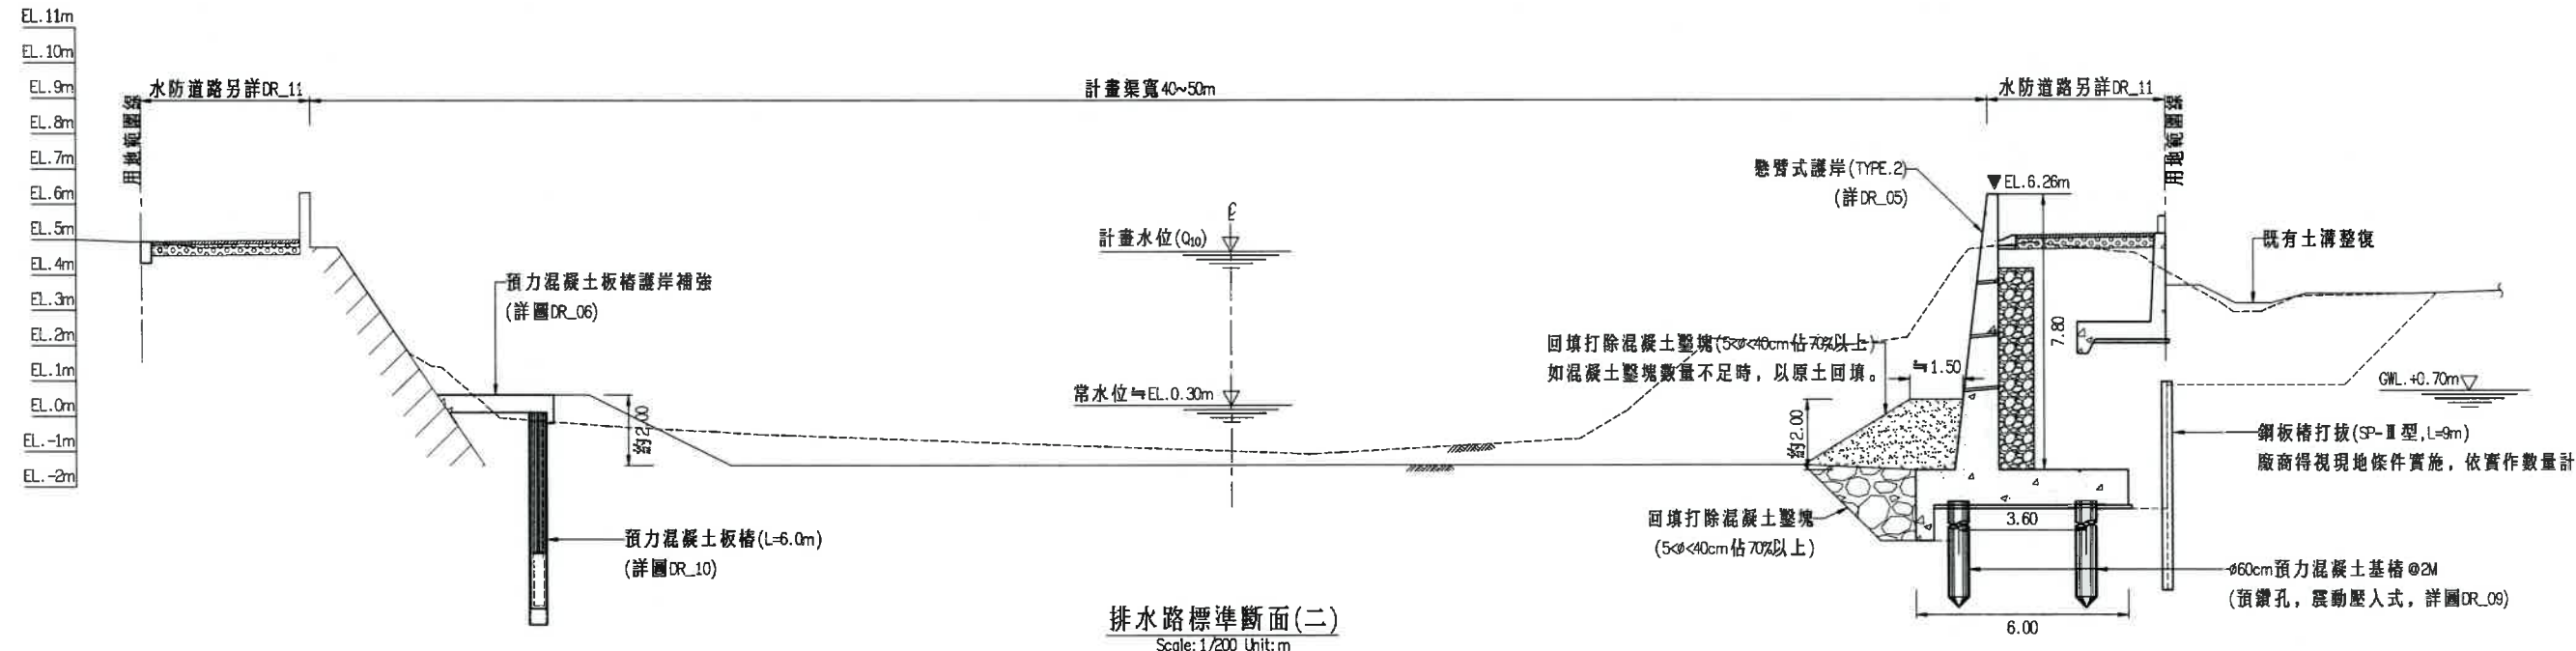 EL.11m
EL.10m
EL.9m
EL.8m
EL.7m
EL.6m
EL.5m
EL.4m
EL.3m
EL.2m
EL.1m
EL.0m
EL.-1m
EL.-2m
用地範圍線
水防道路另詳DR_11
計畫渠寬40~50m
水防道路另詳DR_11
用地範圍線
懸臂式護岸(TYPE.2)
(詳DR_05)
EL.6.26m
計畫水位(Q10)
既有土溝整復
預力混凝土板樁護岸補強
(詳圖DR_06)
回填打除混凝土鑿塊(5<ø<40cm佔70%以上)
如混凝土鑿塊數量不足時，以原土回填。
≒1.50
7.80
常水位≒EL.0.30m
GWL.+0.70m
約2.00
約2.00
鋼板樁打拔(SP-Ⅲ型,L=9m)
廠商得視現地條件實施，依實作數量計
預力混凝土板樁(L=6.0m)
(詳圖DR_10)
回填打除混凝土鑿塊
(5<ø<40cm佔70%以上)
3.60
ø60cm預力混凝土基樁@2M
(預鑽孔，震動壓入式，詳圖DR_09)
6.00
排水路標準斷面(二)
Scale:1/200 Unit:m